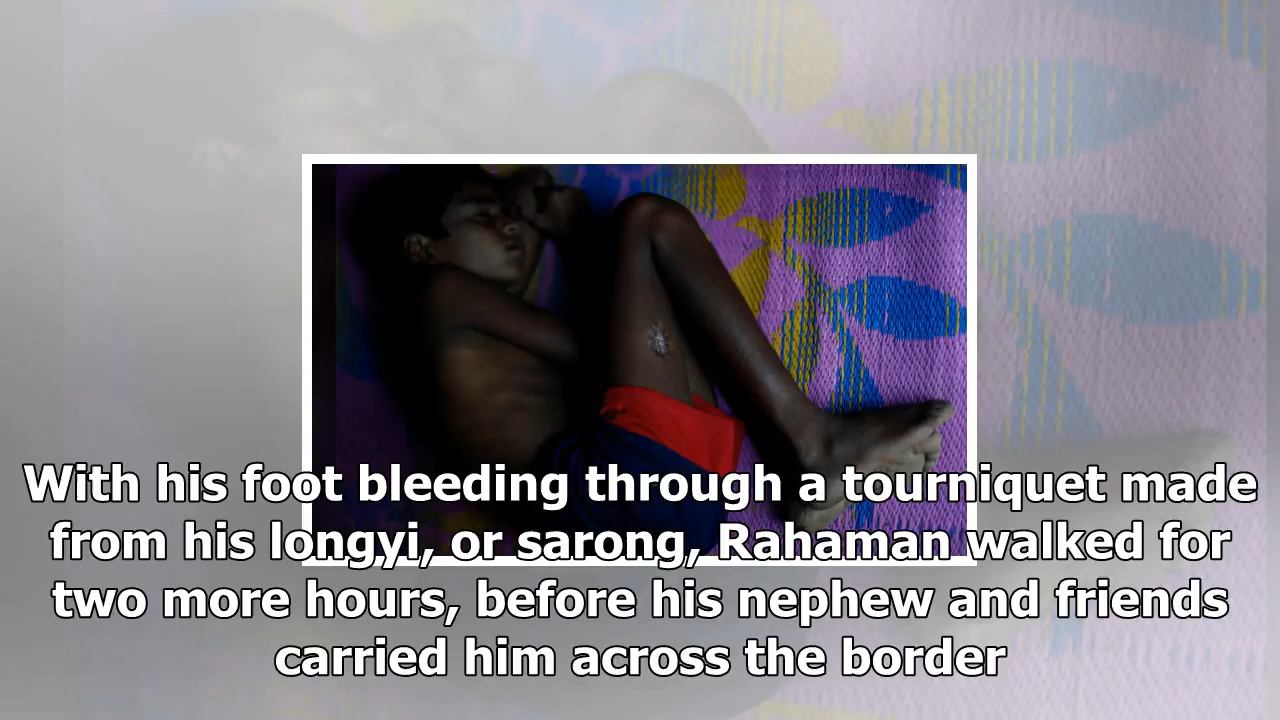 With his foot bleeding through a tourniquet made
from his longyi, or sarong, Rahaman walked for
two more hours, before his nephew and friends
carried him across the border